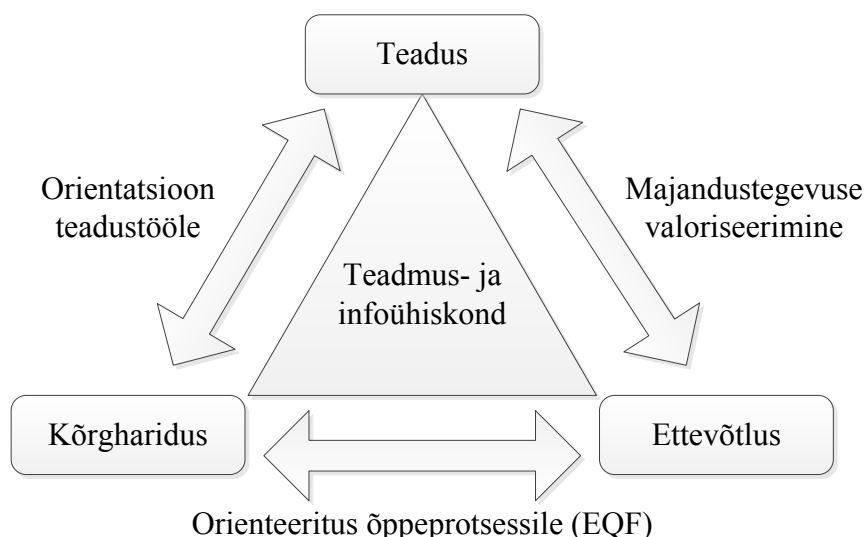 Teadus
Orientatsioon
teadustööle
Majandustegevuse
valoriseerimine
Teadmus- ja
infoühiskond
Kõrgharidus
Ettevõtlus
Orienteeritus õppeprotsessile (EQF)